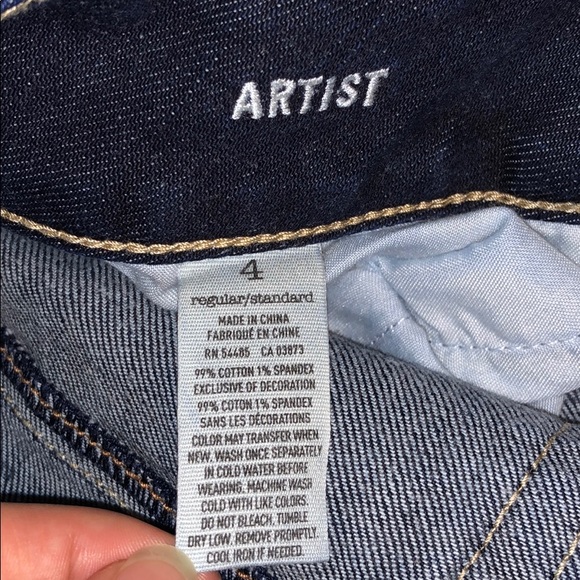 ARTIST
4
regular/standard
MADE IN CHINA
FABRIQUÉ EN CHINE
RN 54485 CA 03873
99% COTTON 1% SPANDEX
EXCLUSIVE OF DECORATION
99% COTON 1% SPANDEX
SANS LES DÉCORATIONS
COLOR MAY TRANSFER WHEN
NEW. WASH ONCE SEPARATELY
IN COLD WATER BEFORE
WEARING. MACHINE WASH
COLD WITH LIKE COLORS.
DO NOT BLEACH. TUMBLE
DRY LOW. REMOVE PROMPTLY.
COOL IRON IF NEEDED.